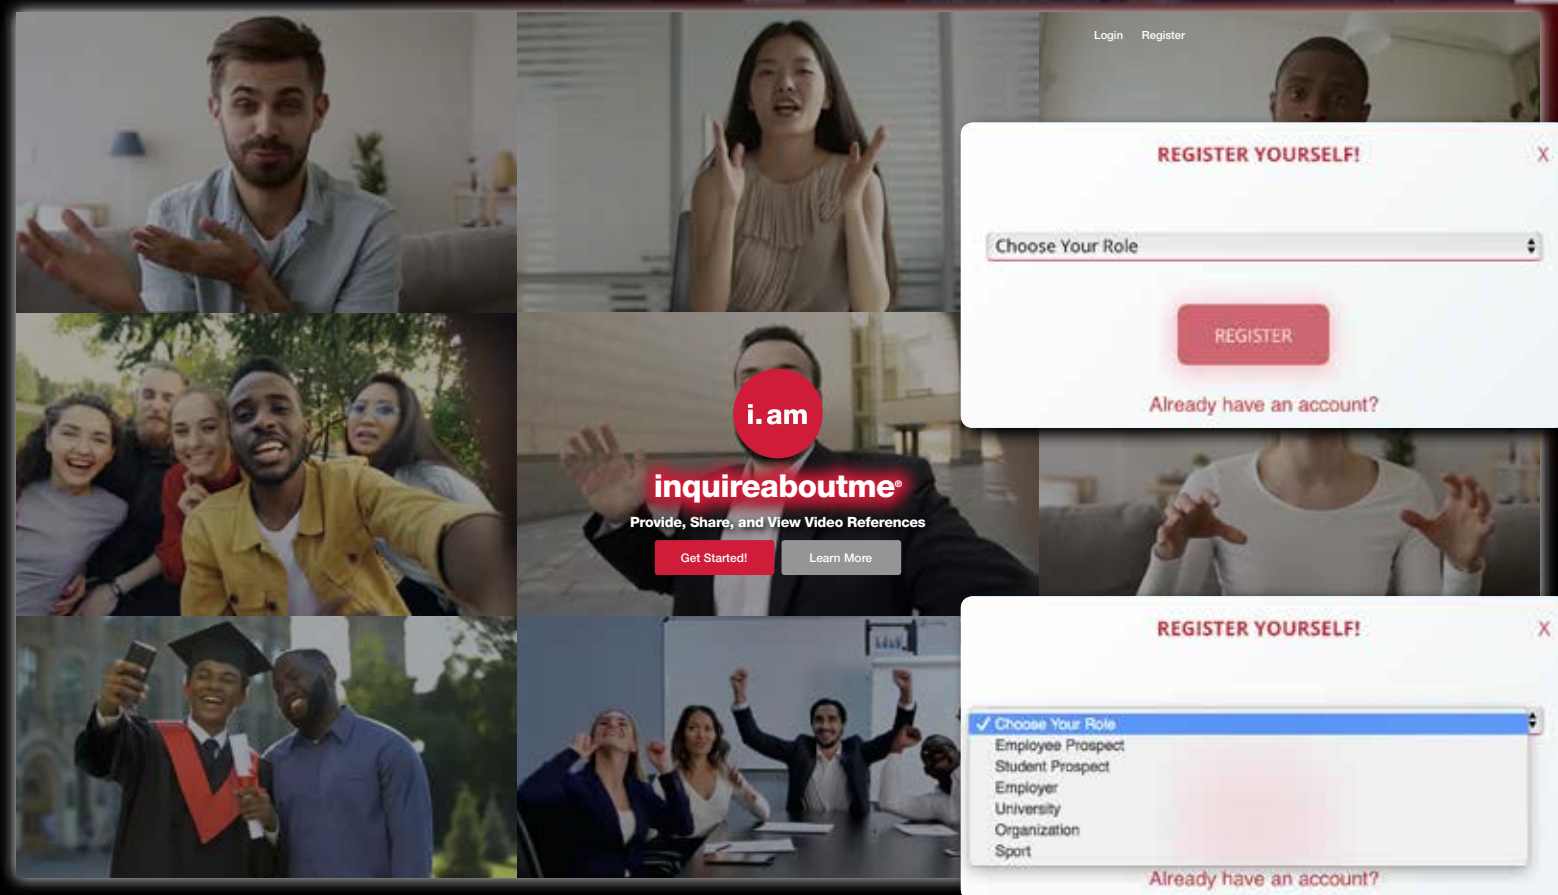 Login Register
REGISTER YOURSELF!
X
Choose Your Role
REGISTER
Already have an account?
i.am
inquireaboutme®
Provide, Share, and View Video References
Get Started!
Learn More
REGISTER YOURSELF!
X
✓ Choose Your Role
Employee Prospect
Student Prospect
Employer
University
Organization
Sport
Already have an account?